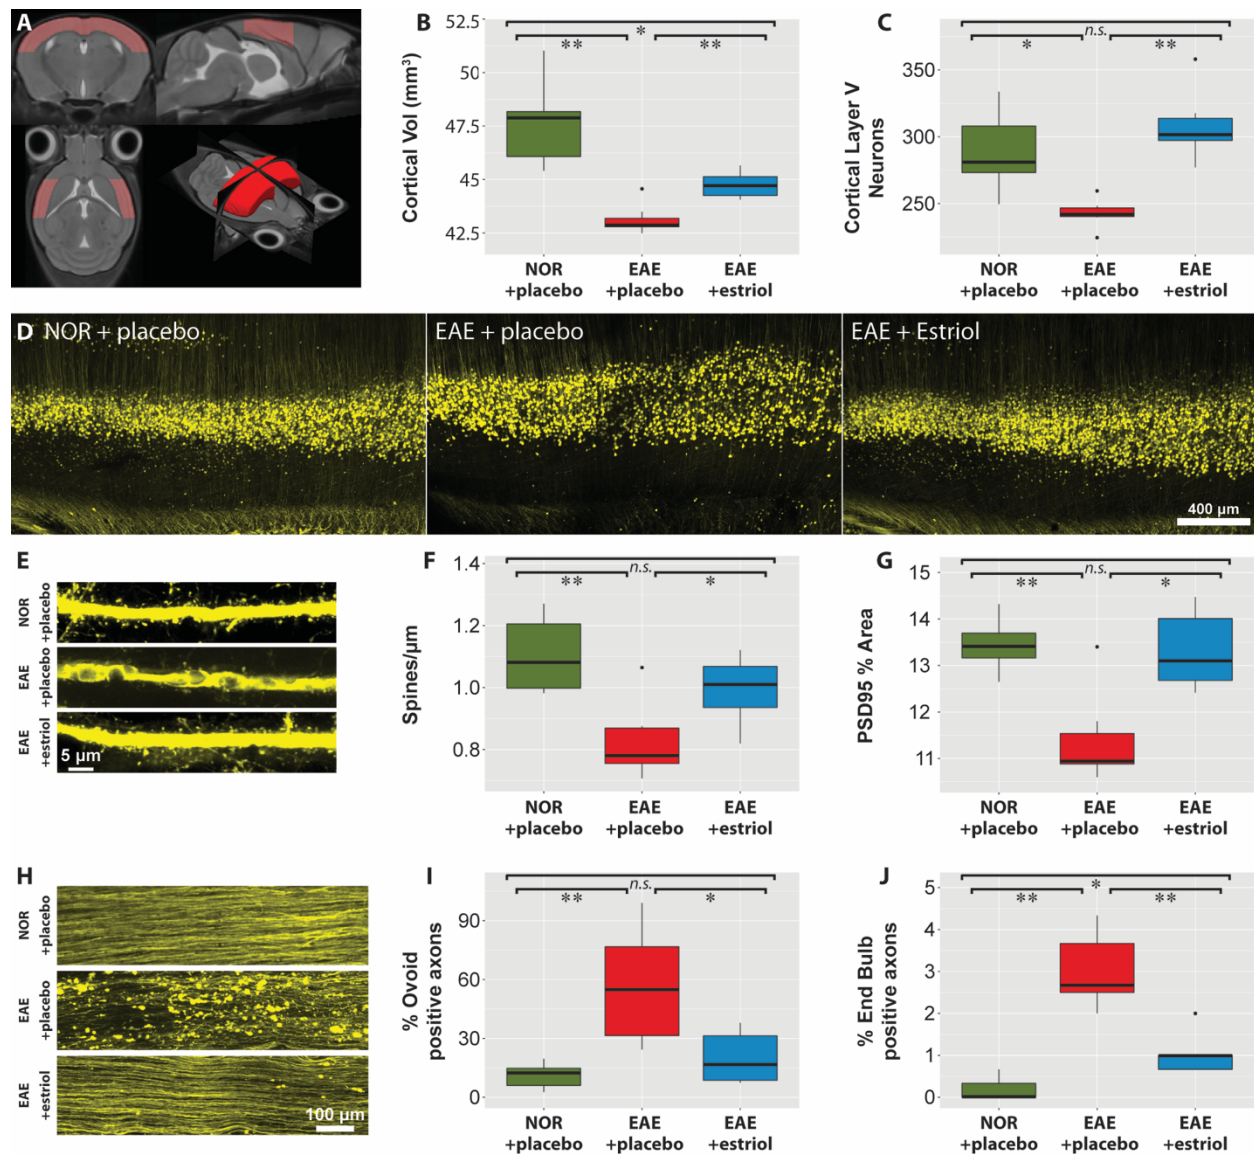 A
B
Cortical Vol (mm³)
52.5
50
47.5
45
42.5
*
**
**
NOR
+placebo
EAE
+placebo
EAE
+estriol
C
Cortical Layer V
Neurons
350
300
250
n.s.
*
**
NOR
+placebo
EAE
+placebo
EAE
+estriol
D NOR + placebo
EAE + placebo
EAE + Estriol
400 µm
E
NOR
+placebo
EAE
+placebo
EAE
+estriol
5 µm
F
Spines/µm
1.4
1.2
1.0
0.8
n.s.
**
*
NOR
+placebo
EAE
+placebo
EAE
+estriol
G
PSD95 % Area
15
14
13
12
11
n.s.
**
*
NOR
+placebo
EAE
+placebo
EAE
+estriol
H
NOR
+placebo
EAE
+placebo
EAE
+estriol
100 µm
I
% Ovoid
positive axons
90
60
30
0
n.s.
**
*
NOR
+placebo
EAE
+placebo
EAE
+estriol
J
% End Bulb
positive axons
5
4
3
2
1
0
*
**
**
NOR
+placebo
EAE
+placebo
EAE
+estriol